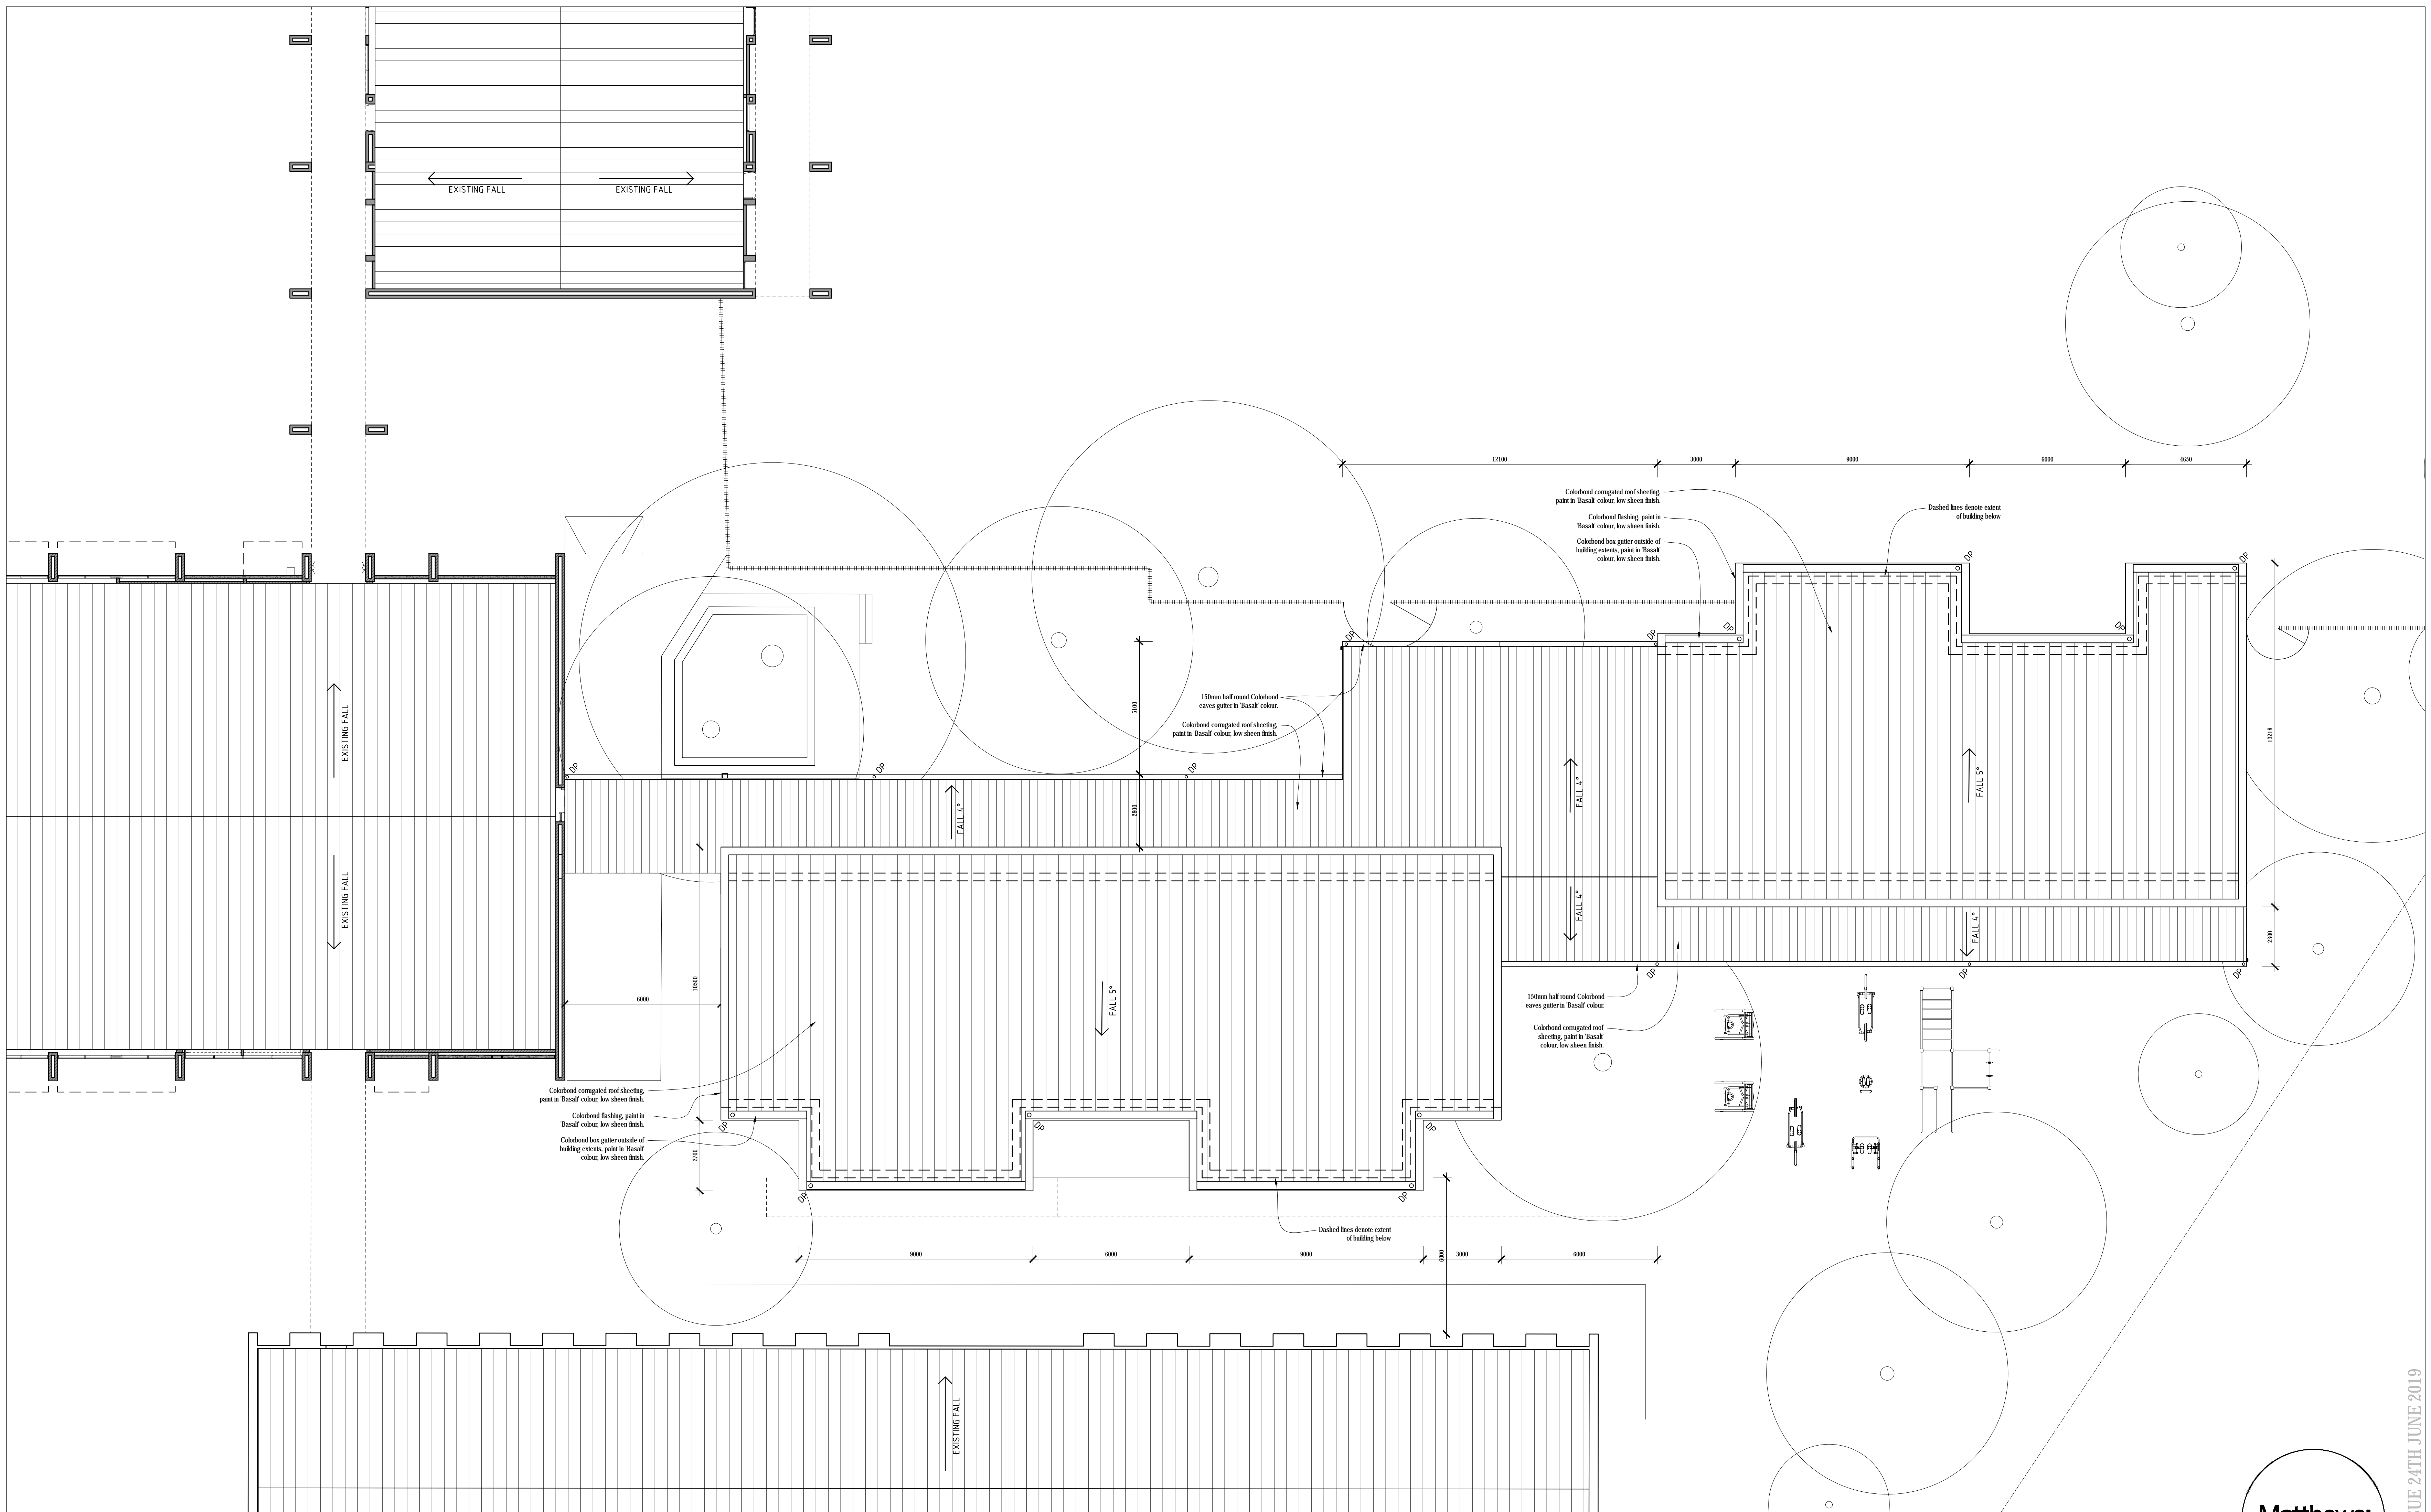 EXISTING FALL
EXISTING FALL
12100
3000
9000
6000
4650
Colorbond corrugated roof sheeting,
paint in 'Basalt' colour, low sheen finish.
Colorbond flashing, paint in
'Basalt' colour, low sheen finish.
Colorbond box gutter outside of
building extents, paint in 'Basalt'
colour, low sheen finish.
Dashed lines denote extent
of building below
DP
DP
DP
DP
DP
DP
150mm half round Colorbond
eaves gutter in 'Basalt' colour.
Colorbond corrugated roof sheeting,
paint in 'Basalt' colour, low sheen finish.
5100
13218
EXISTING FALL
DP
DP
DP
FALL 4°
2800
FALL 4°
FALL 5°
EXISTING FALL
FALL 4°
FALL 4°
2300
DP
DP
DP
10500
6000
FALL 5°
150mm half round Colorbond
eaves gutter in 'Basalt' colour.
Colorbond corrugated roof
sheeting, paint in 'Basalt'
colour, low sheen finish.
Colorbond corrugated roof sheeting,
paint in 'Basalt' colour, low sheen finish.
Colorbond flashing, paint in
'Basalt' colour, low sheen finish.
Colorbond box gutter outside of
building extents, paint in 'Basalt'
colour, low sheen finish.
DP
DP
DP
2700
DP
DP
Dashed lines denote extent
of building below
9000
6000
9000
6000
3000
6000
EXISTING FALL
UE 24TH JUNE 2019